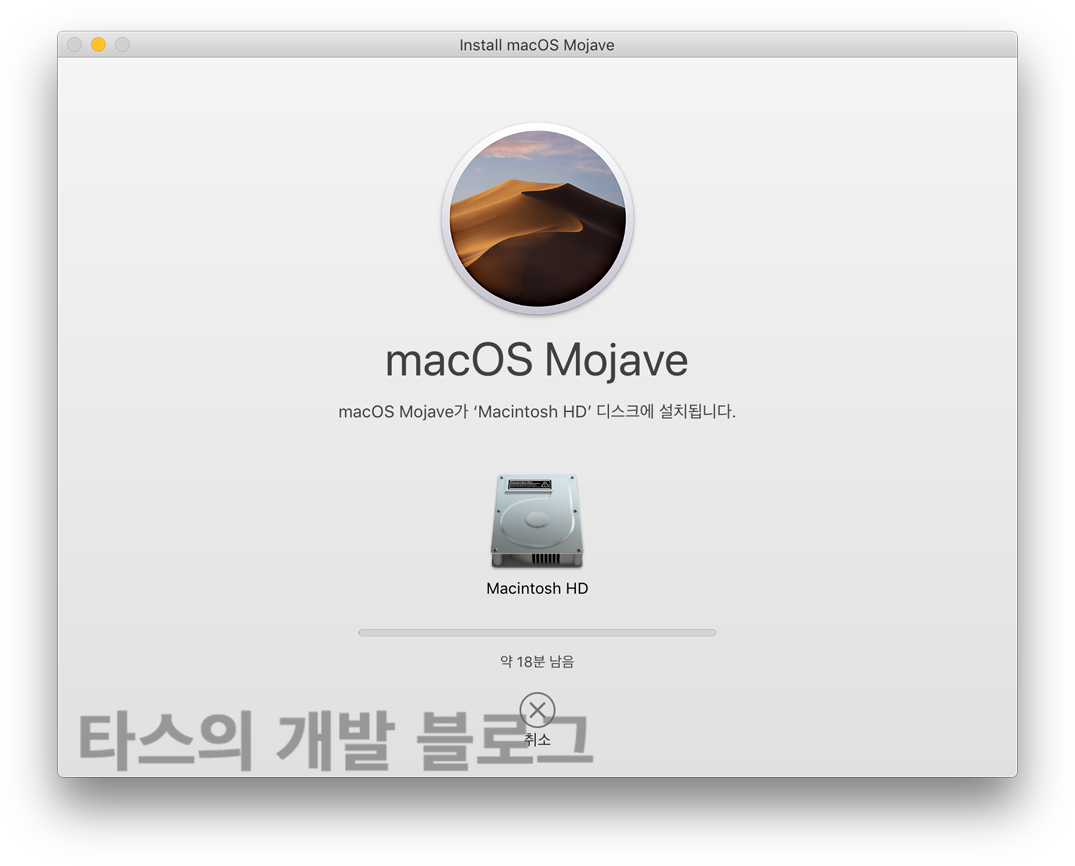 Install macOS Mojave
macOS Mojave
macOS Mojave가 ‘Macintosh HD’ 디스크에 설치됩니다.
Macintosh HD
약 18분 남음
취소
타스의 개발 블로그